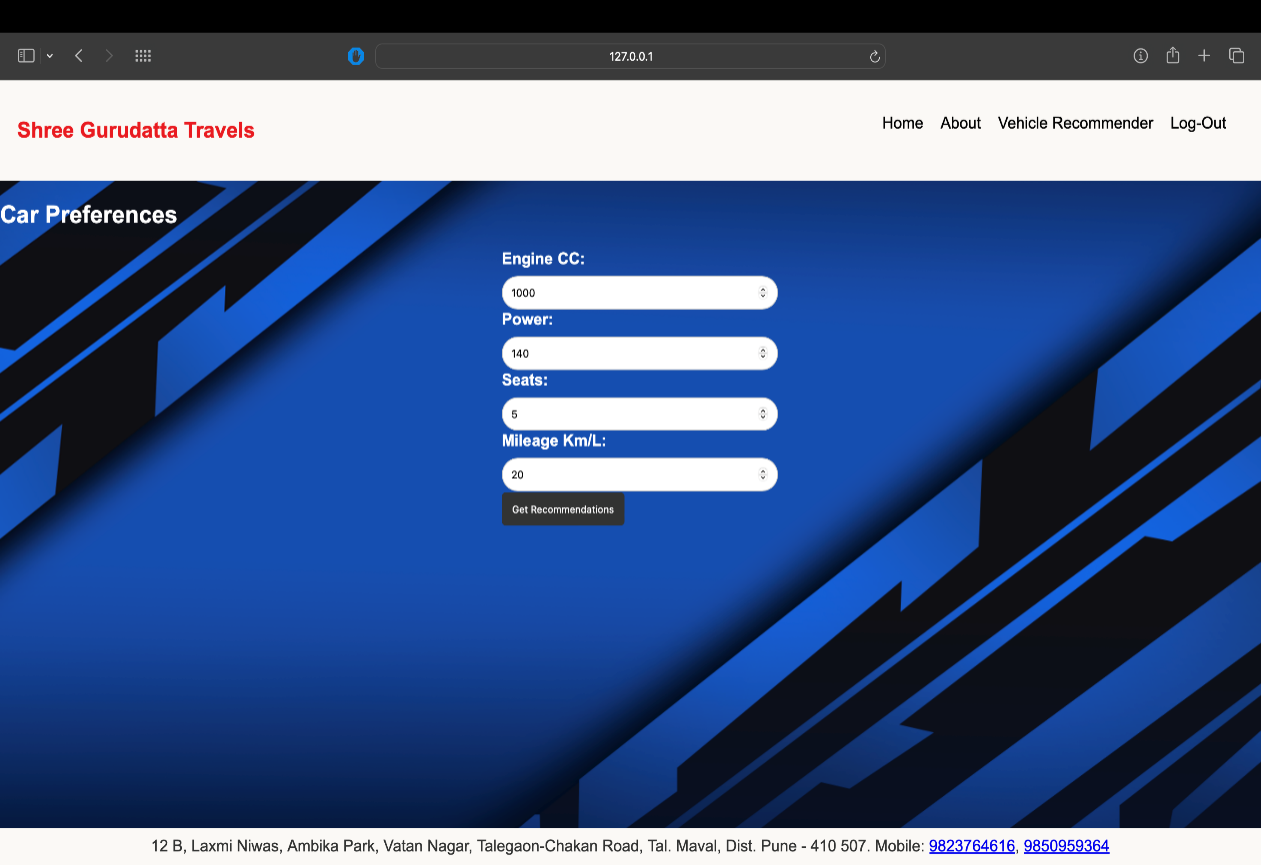 127.0.0.1
Shree Gurudatta Travels
Home About Vehicle Recommender Log-Out
Car Preferences
Engine CC:
1000
Power:
140
Seats:
5
Mileage Km/L:
20
Get Recommendations
12 B, Laxmi Niwas, Ambika Park, Vatan Nagar, Talegaon-Chakan Road, Tal. Maval, Dist. Pune - 410 507. Mobile: 9823764616, 9850959364